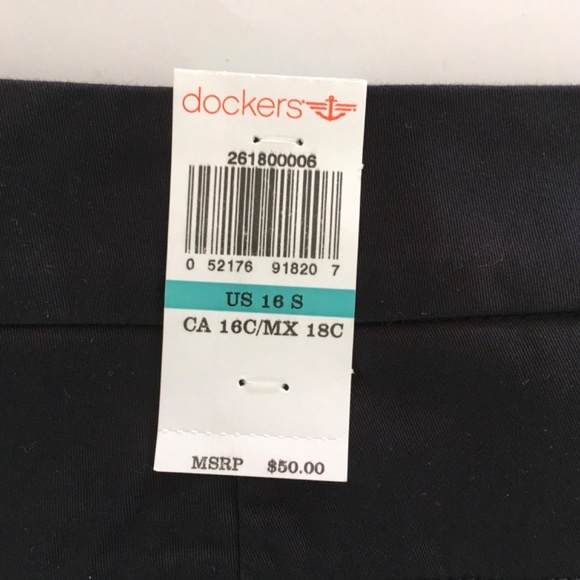 dockers
261800006
0 52176 91820 7
US 16 S
CA 16C/MX 18C
MSRP $50.00